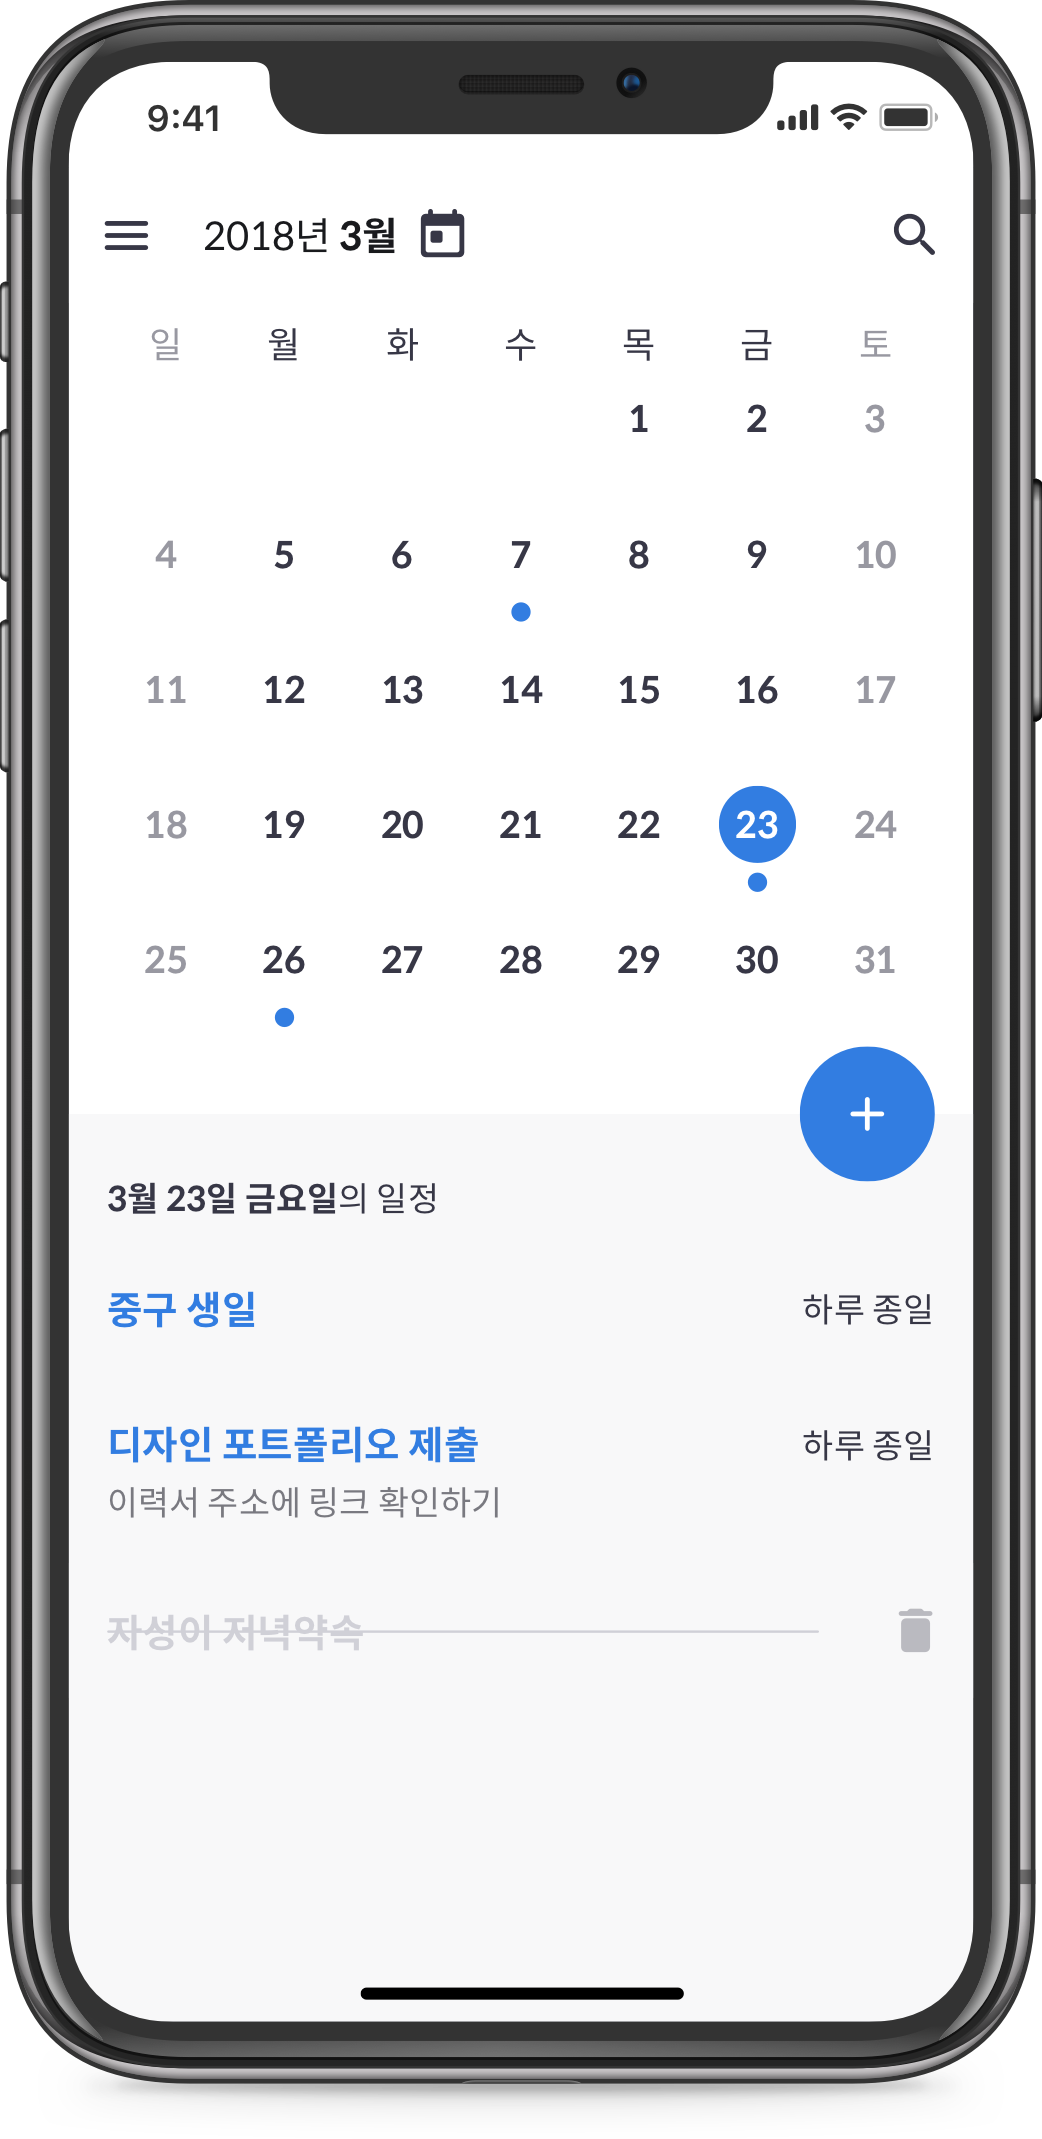 9:41
2018년 3월
일 월 화 수 목 금 토
1 2 3
4 5 6 7 8 9 10
11 12 13 14 15 16 17
18 19 20 21 22 23 24
25 26 27 28 29 30 31
3월 23일 금요일의 일정
중구 생일 하루 종일
디자인 포트폴리오 제출 하루 종일
이력서 주소에 링크 확인하기
자성이 저녁약속